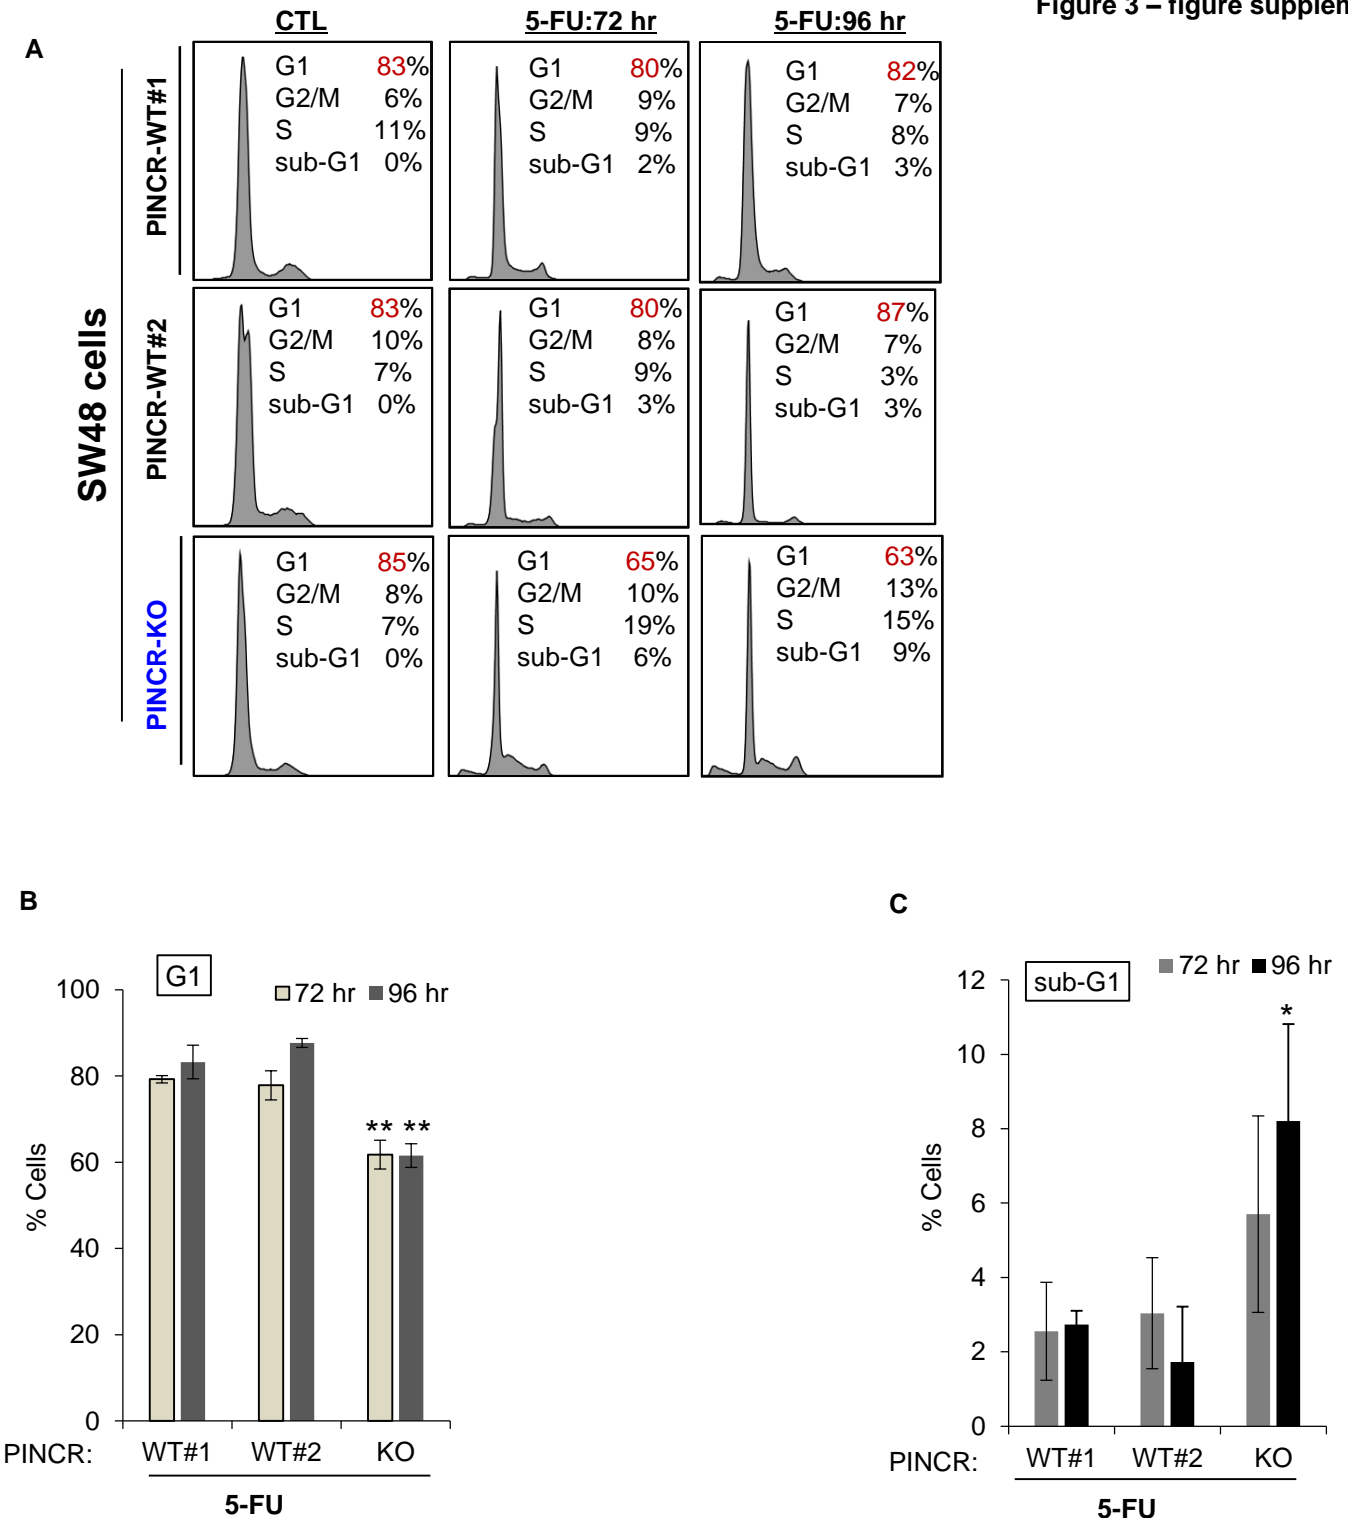 Figure 3 – figure supplem
CTL 5-FU:72 hr 5-FU:96 hr
A
SW48 cells
PINCR-WT#1
G1 83%
G2/M 6%
S 11%
sub-G1 0%
G1 80%
G2/M 9%
S 9%
sub-G1 2%
G1 82%
G2/M 7%
S 8%
sub-G1 3%
PINCR-WT#2
G1 83%
G2/M 10%
S 7%
sub-G1 0%
G1 80%
G2/M 8%
S 9%
sub-G1 3%
G1 87%
G2/M 7%
S 3%
sub-G1 3%
PINCR-KO
G1 85%
G2/M 8%
S 7%
sub-G1 0%
G1 65%
G2/M 10%
S 19%
sub-G1 6%
G1 63%
G2/M 13%
S 15%
sub-G1 9%
B
G1
72 hr 96 hr
100
80
60
40
20
0
% Cells
** **
PINCR: WT#1 WT#2 KO
5-FU
C
sub-G1
72 hr 96 hr
12
10
8
6
4
2
0
% Cells
*
PINCR: WT#1 WT#2 KO
5-FU